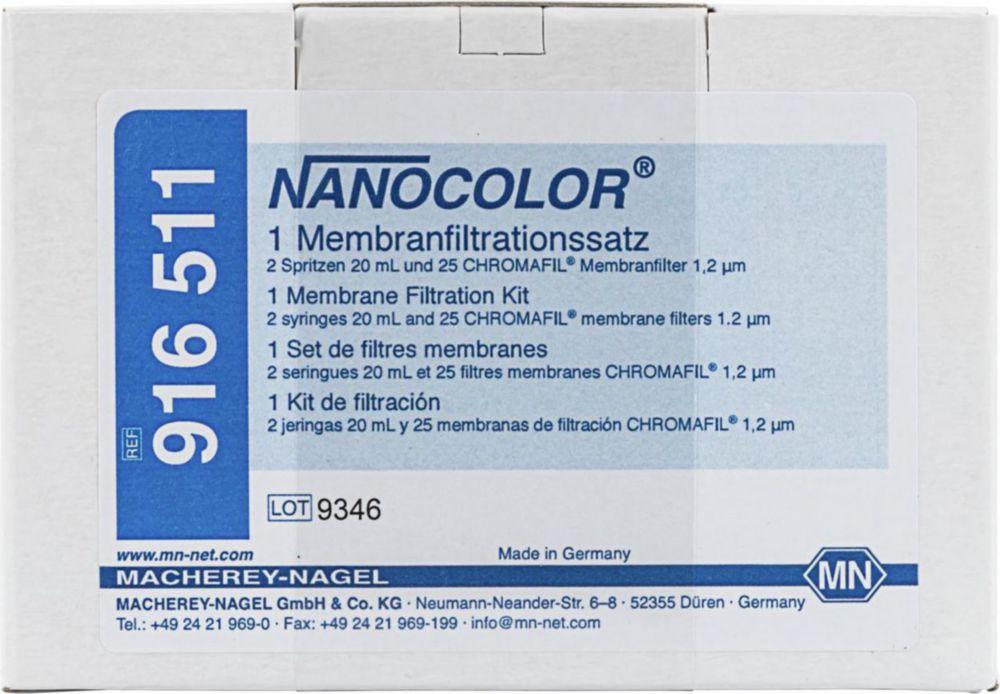 REF 916 511
NANOCOLOR®
1 Membranfiltrationssatz
2 Spritzen 20 mL und 25 CHROMAFIL® Membranfilter 1,2 µm
1 Membrane Filtration Kit
2 syringes 20 mL and 25 CHROMAFIL® membrane filters 1.2 µm
1 Set de filtres membranes
2 seringues 20 mL et 25 filtres membranes CHROMAFIL® 1,2 µm
1 Kit de filtración
2 jeringas 20 mL y 25 membranas de filtración CHROMAFIL® 1,2 µm
LOT 9346
www.mn-net.com Made in Germany
MACHEREY-NAGEL MN
MACHEREY-NAGEL GmbH & Co. KG · Neumann-Neander-Str. 6–8 · 52355 Düren · Germany
Tel.: +49 24 21 969-0 · Fax: +49 24 21 969-199 · info@mn-net.com